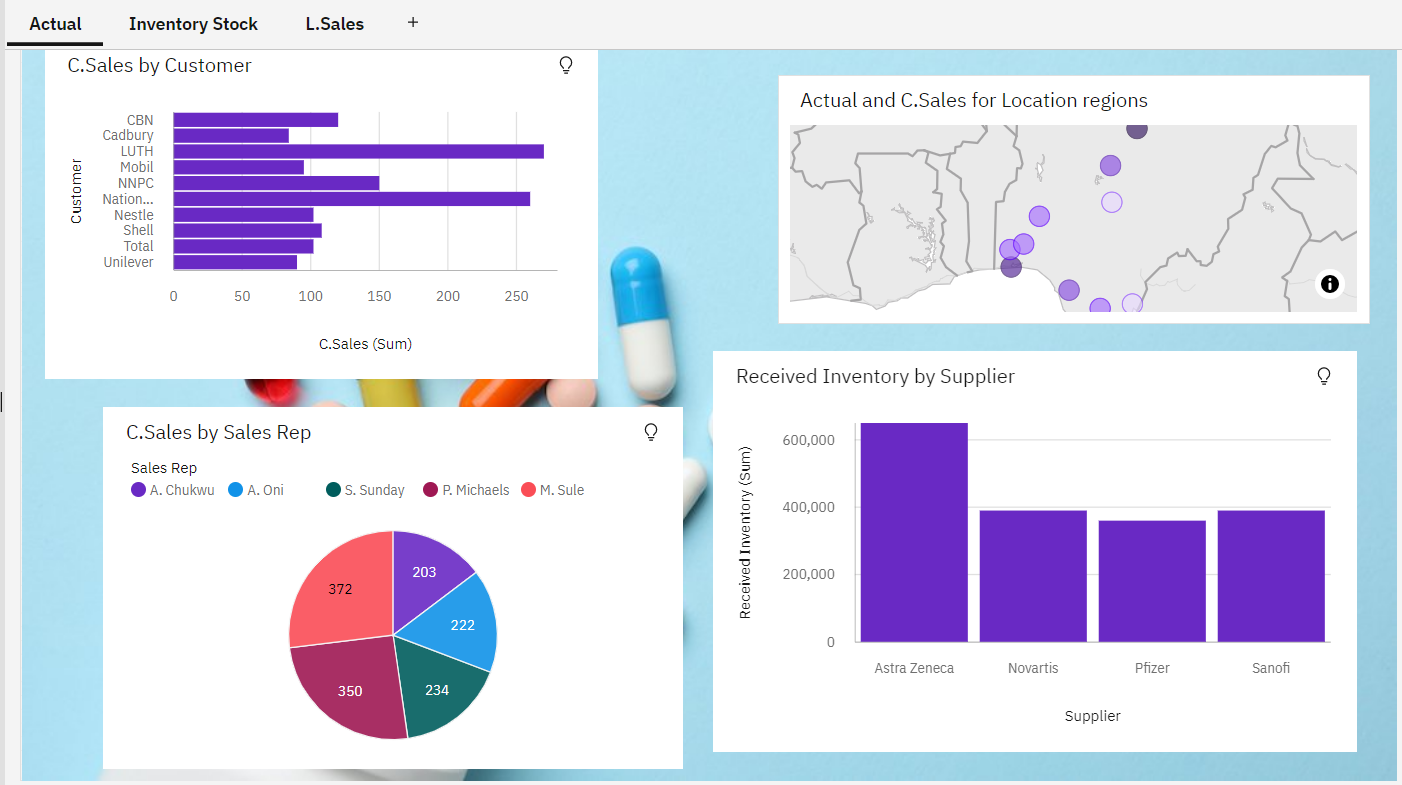 Actual Inventory Stock L.Sales +
C.Sales by Customer
Customer
CBN
Cadbury
LUTH
Mobil
NNPC
Nation...
Nestle
Shell
Total
Unilever
0 50 100 150 200 250
C.Sales (Sum)
Actual and C.Sales for Location regions
C.Sales by Sales Rep
Sales Rep
A. Chukwu A. Oni S. Sunday P. Michaels M. Sule
203
222
234
350
372
Received Inventory by Supplier
Received Inventory (Sum)
600,000
400,000
200,000
0
Astra Zeneca Novartis Pfizer Sanofi
Supplier